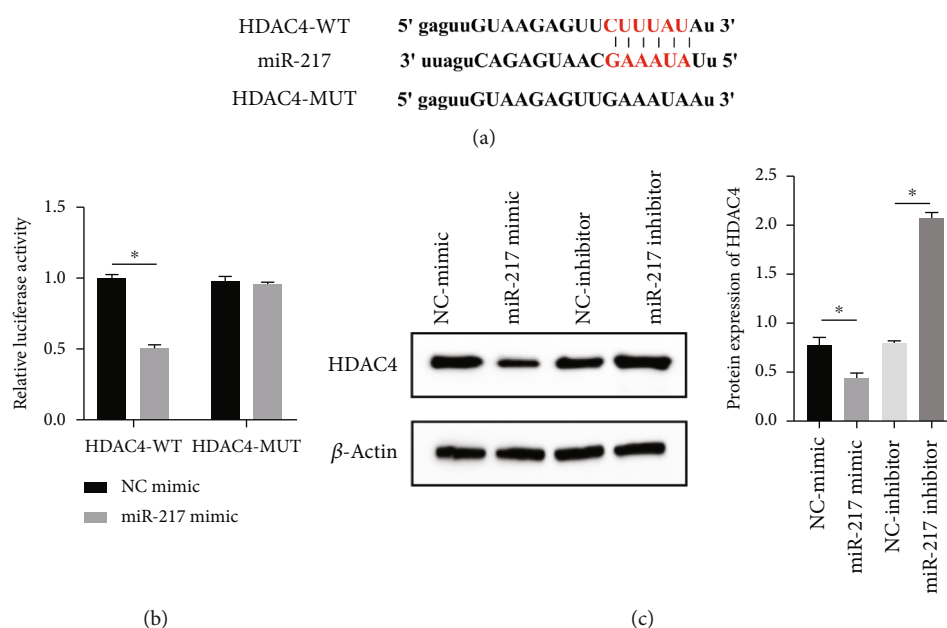 HDAC4-WT 5' gaguuGUAAGAGUUCUUUAUAu 3'
miR-217 3' uuaguCAGAGUAACGAAAUAUu 5'
HDAC4-MUT 5' gaguuGUAAGAGUUGAAAUAAu 3'
(a)
Relative luciferase activity
1.5
1.0
0.5
0.0
*
HDAC4-WT HDAC4-MUT
NC mimic
miR-217 mimic
(b)
NC-mimic
miR-217 mimic
NC-inhibitor
miR-217 inhibitor
HDAC4
β-Actin
Protein expression of HDAC4
2.5
2.0
1.5
1.0
0.5
0.0
*
*
NC-mimic
miR-217 mimic
NC-inhibitor
miR-217 inhibitor
(c)